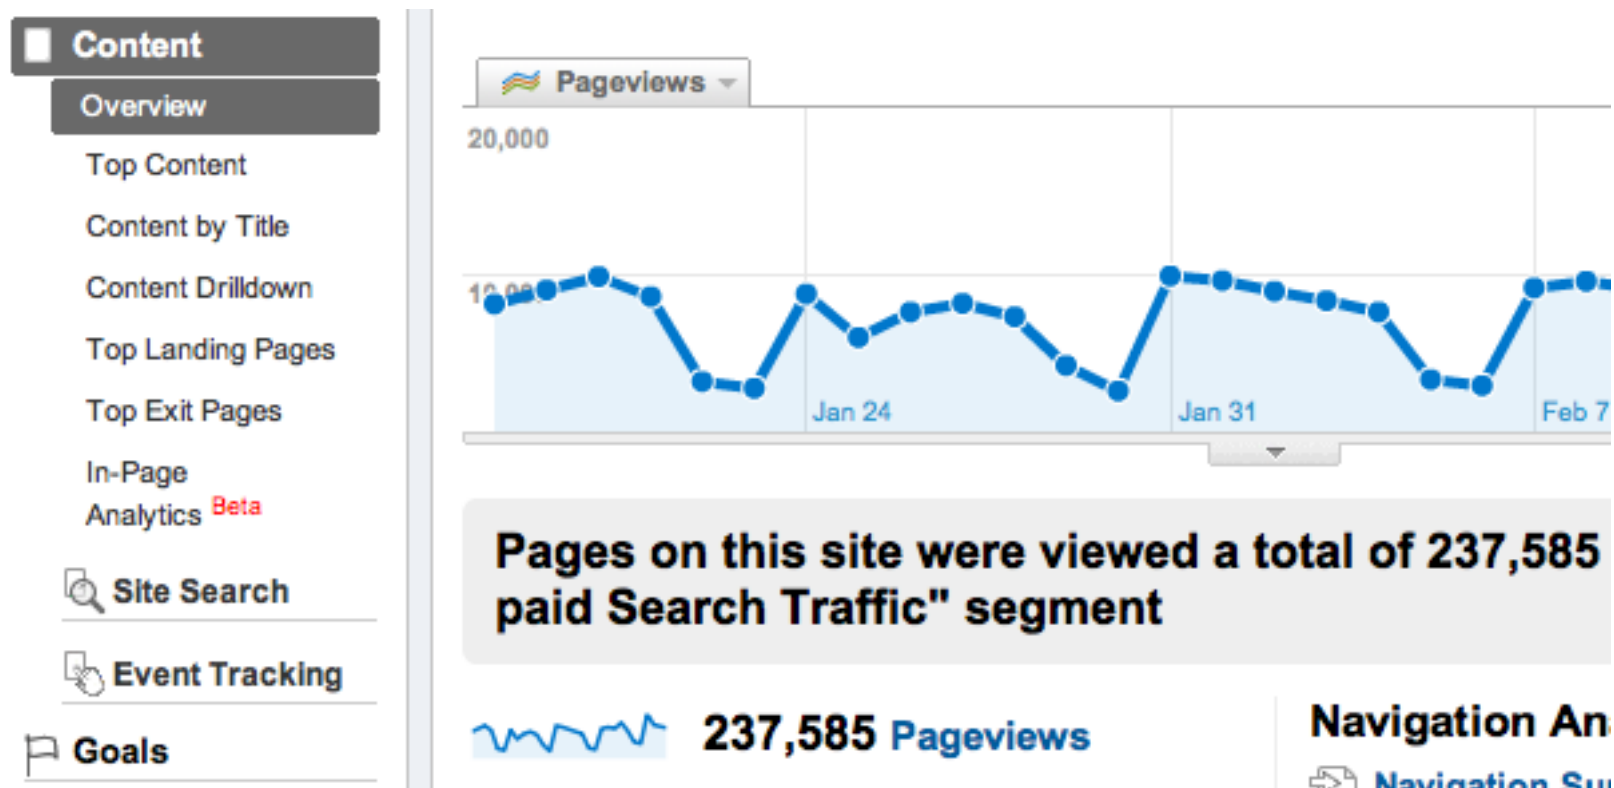 Content
Overview
Top Content
Content by Title
Content Drilldown
Top Landing Pages
Top Exit Pages
In-Page
Analytics Beta
Site Search
Event Tracking
Goals
Pageviews
20,000
Jan 24
Jan 31
Feb 7
Pages on this site were viewed a total of 237,585
paid Search Traffic" segment
237,585 Pageviews
Navigation
Navigation